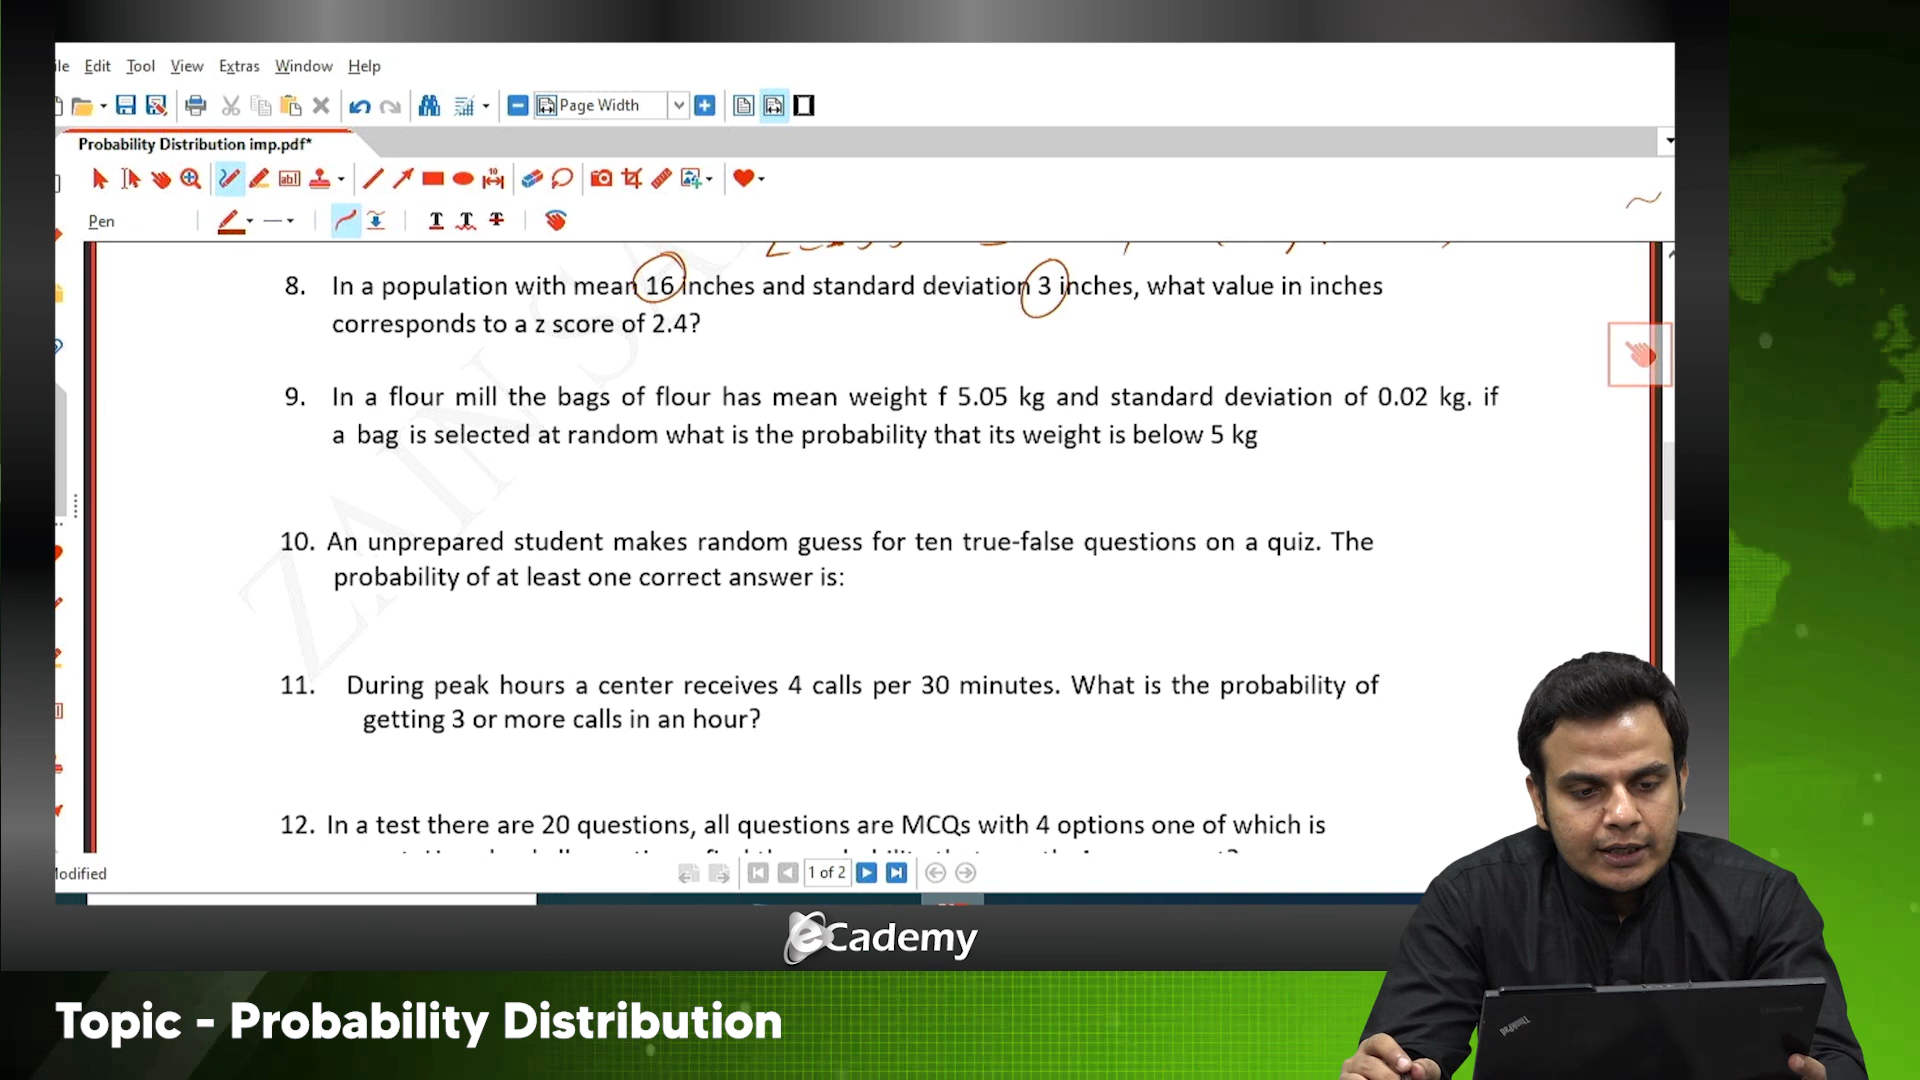 ile Edit Tool View Extras Window Help
Page Width
Probability Distribution imp.pdf*
Pen
8. In a population with mean 16 inches and standard deviation 3 inches, what value in inches
corresponds to a z score of 2.4?
9. In a flour mill the bags of flour has mean weight f 5.05 kg and standard deviation of 0.02 kg. if
a bag is selected at random what is the probability that its weight is below 5 kg
10. An unprepared student makes random guess for ten true-false questions on a quiz. The
probability of at least one correct answer is:
11. During peak hours a center receives 4 calls per 30 minutes. What is the probability of
getting 3 or more calls in an hour?
12. In a test there are 20 questions, all questions are MCQs with 4 options one of which is
Modified
1 of 2
eCademy
Topic - Probability Distribution
ThinkPad